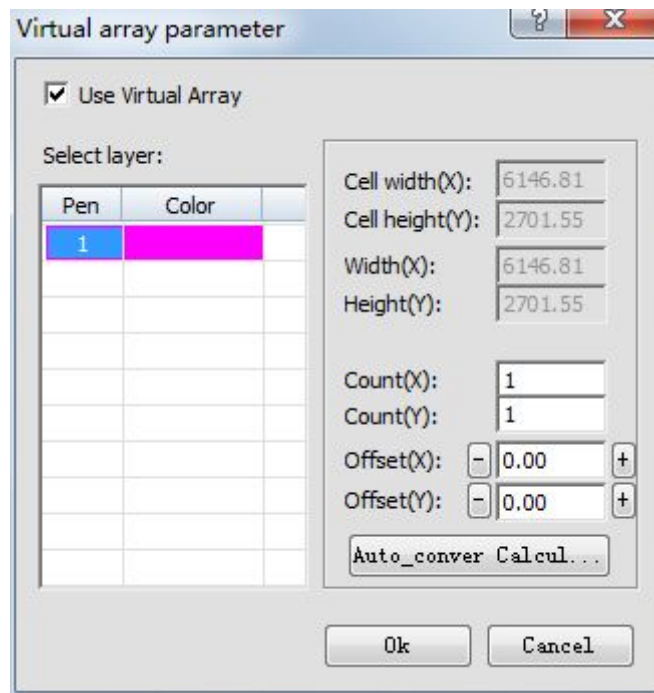 Virtual array parameter
Use Virtual Array
Select layer:
Pen Color
1
Cell width(X): 6146.81
Cell height(Y): 2701.55
Width(X): 6146.81
Height(Y): 2701.55
Count(X): 1
Count(Y): 1
Offset(X): - 0.00 +
Offset(Y): - 0.00 +
Auto_conver Calcul...
Ok Cancel